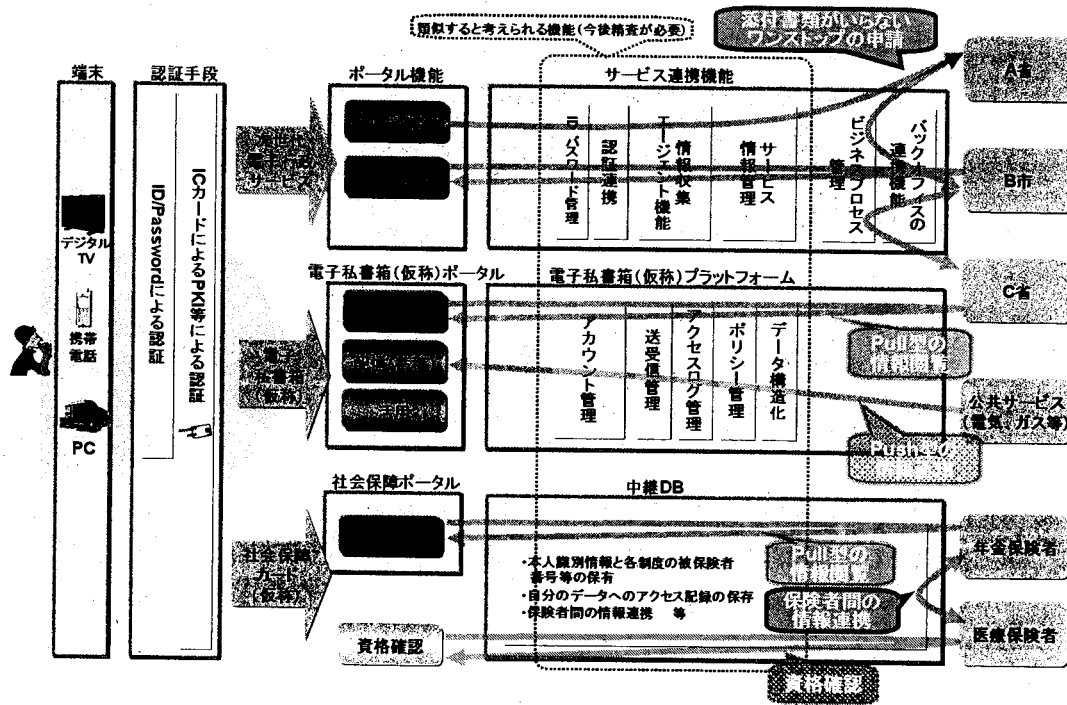 類似すると考えられる機能(今後精査が必要)
添付書類がいらない
ワンストップの申請
端末
認証手段
ポータル機能
サービス連携機能
A省
B市
C省
デジタル
TV
携帯
電話
PC
ID/Passwordによる認証
ICカードによるPKI等による認証
サービス
ID/パスワード管理
認証連携
情報収集
エージェント機能
サービス
情報管理
ビジネスプロセス
管理
バックオフィスの
連携機能
電子私書箱(仮称)ポータル
電子私書箱(仮称)プラットフォーム
電子
私書箱
(仮称)
アカウント管理
送受信管理
アクセスログ管理
ポリシー管理
データ構造化
Pull型の
情報閲覧
公共サービス
(電気、ガス等)
Push型の
社会保障ポータル
中継DB
社会保障
カード
(仮称)
・本人識別情報と各制度の被保険者
番号等の保有
・自分のデータへのアクセス記録の保存
・保険者間の情報連携 等
Pull型の
情報閲覧
保険者間の
情報連携
年金保険者
医療保険者
資格確認
資格確認